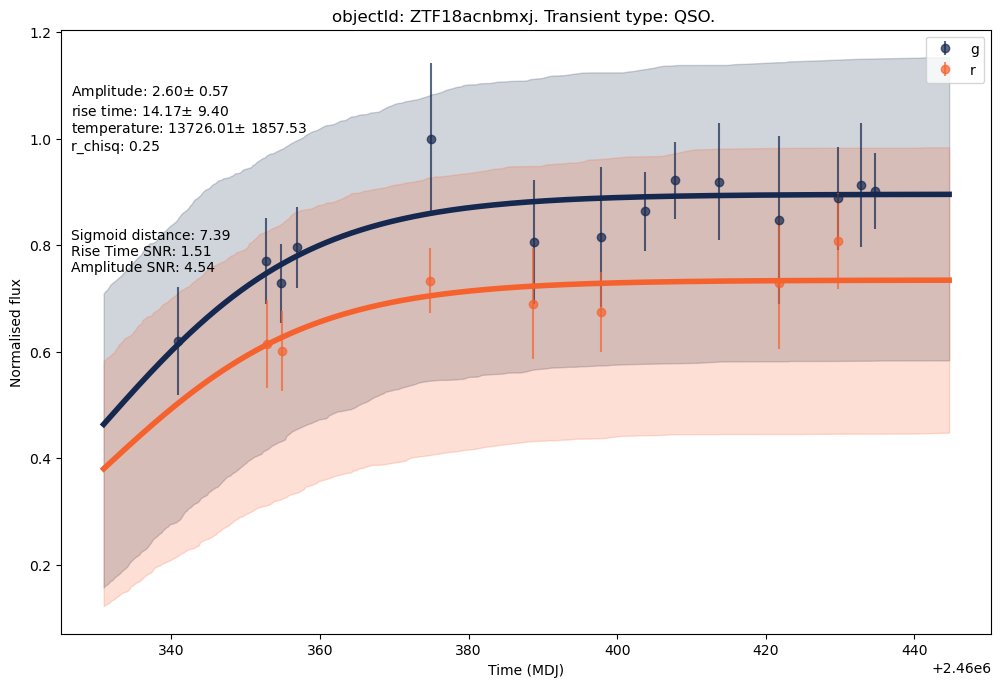 objectId: ZTF18acnbmxj. Transient type: QSO.
1.2
1.0
0.8
0.6
0.4
0.2
Normalised flux
Amplitude: 2.60± 0.57
rise time: 14.17± 9.40
temperature: 13726.01± 1857.53
r_chisq: 0.25
Sigmoid distance: 7.39
Rise Time SNR: 1.51
Amplitude SNR: 4.54
g
r
340
360
380
400
420
440
+2.46e6
Time (MDJ)